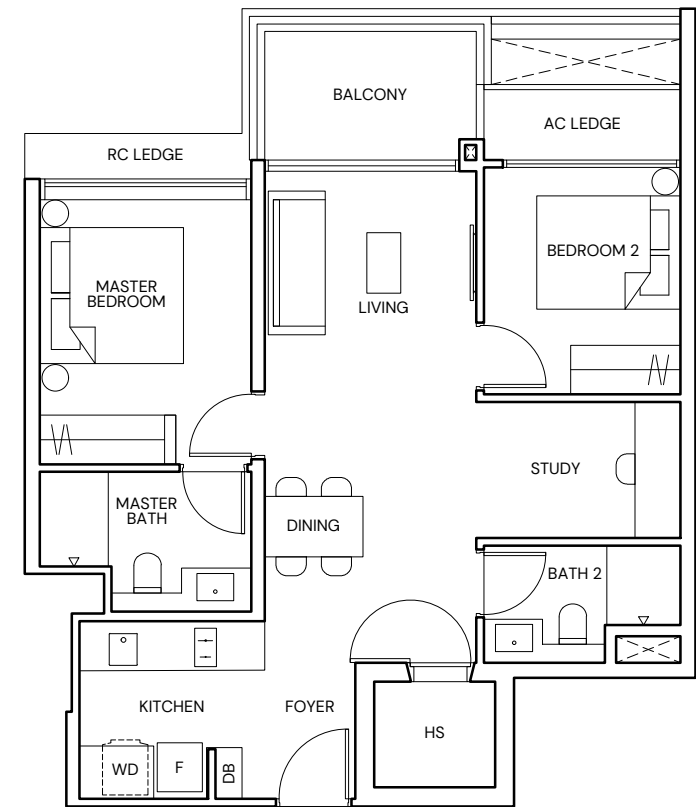 BALCONY
AC LEDGE
RC LEDGE
BEDROOM 2
MASTER
BEDROOM
LIVING
STUDY
MASTER
BATH
DINING
BATH 2
KITCHEN
FOYER
HS
WD
F
DB